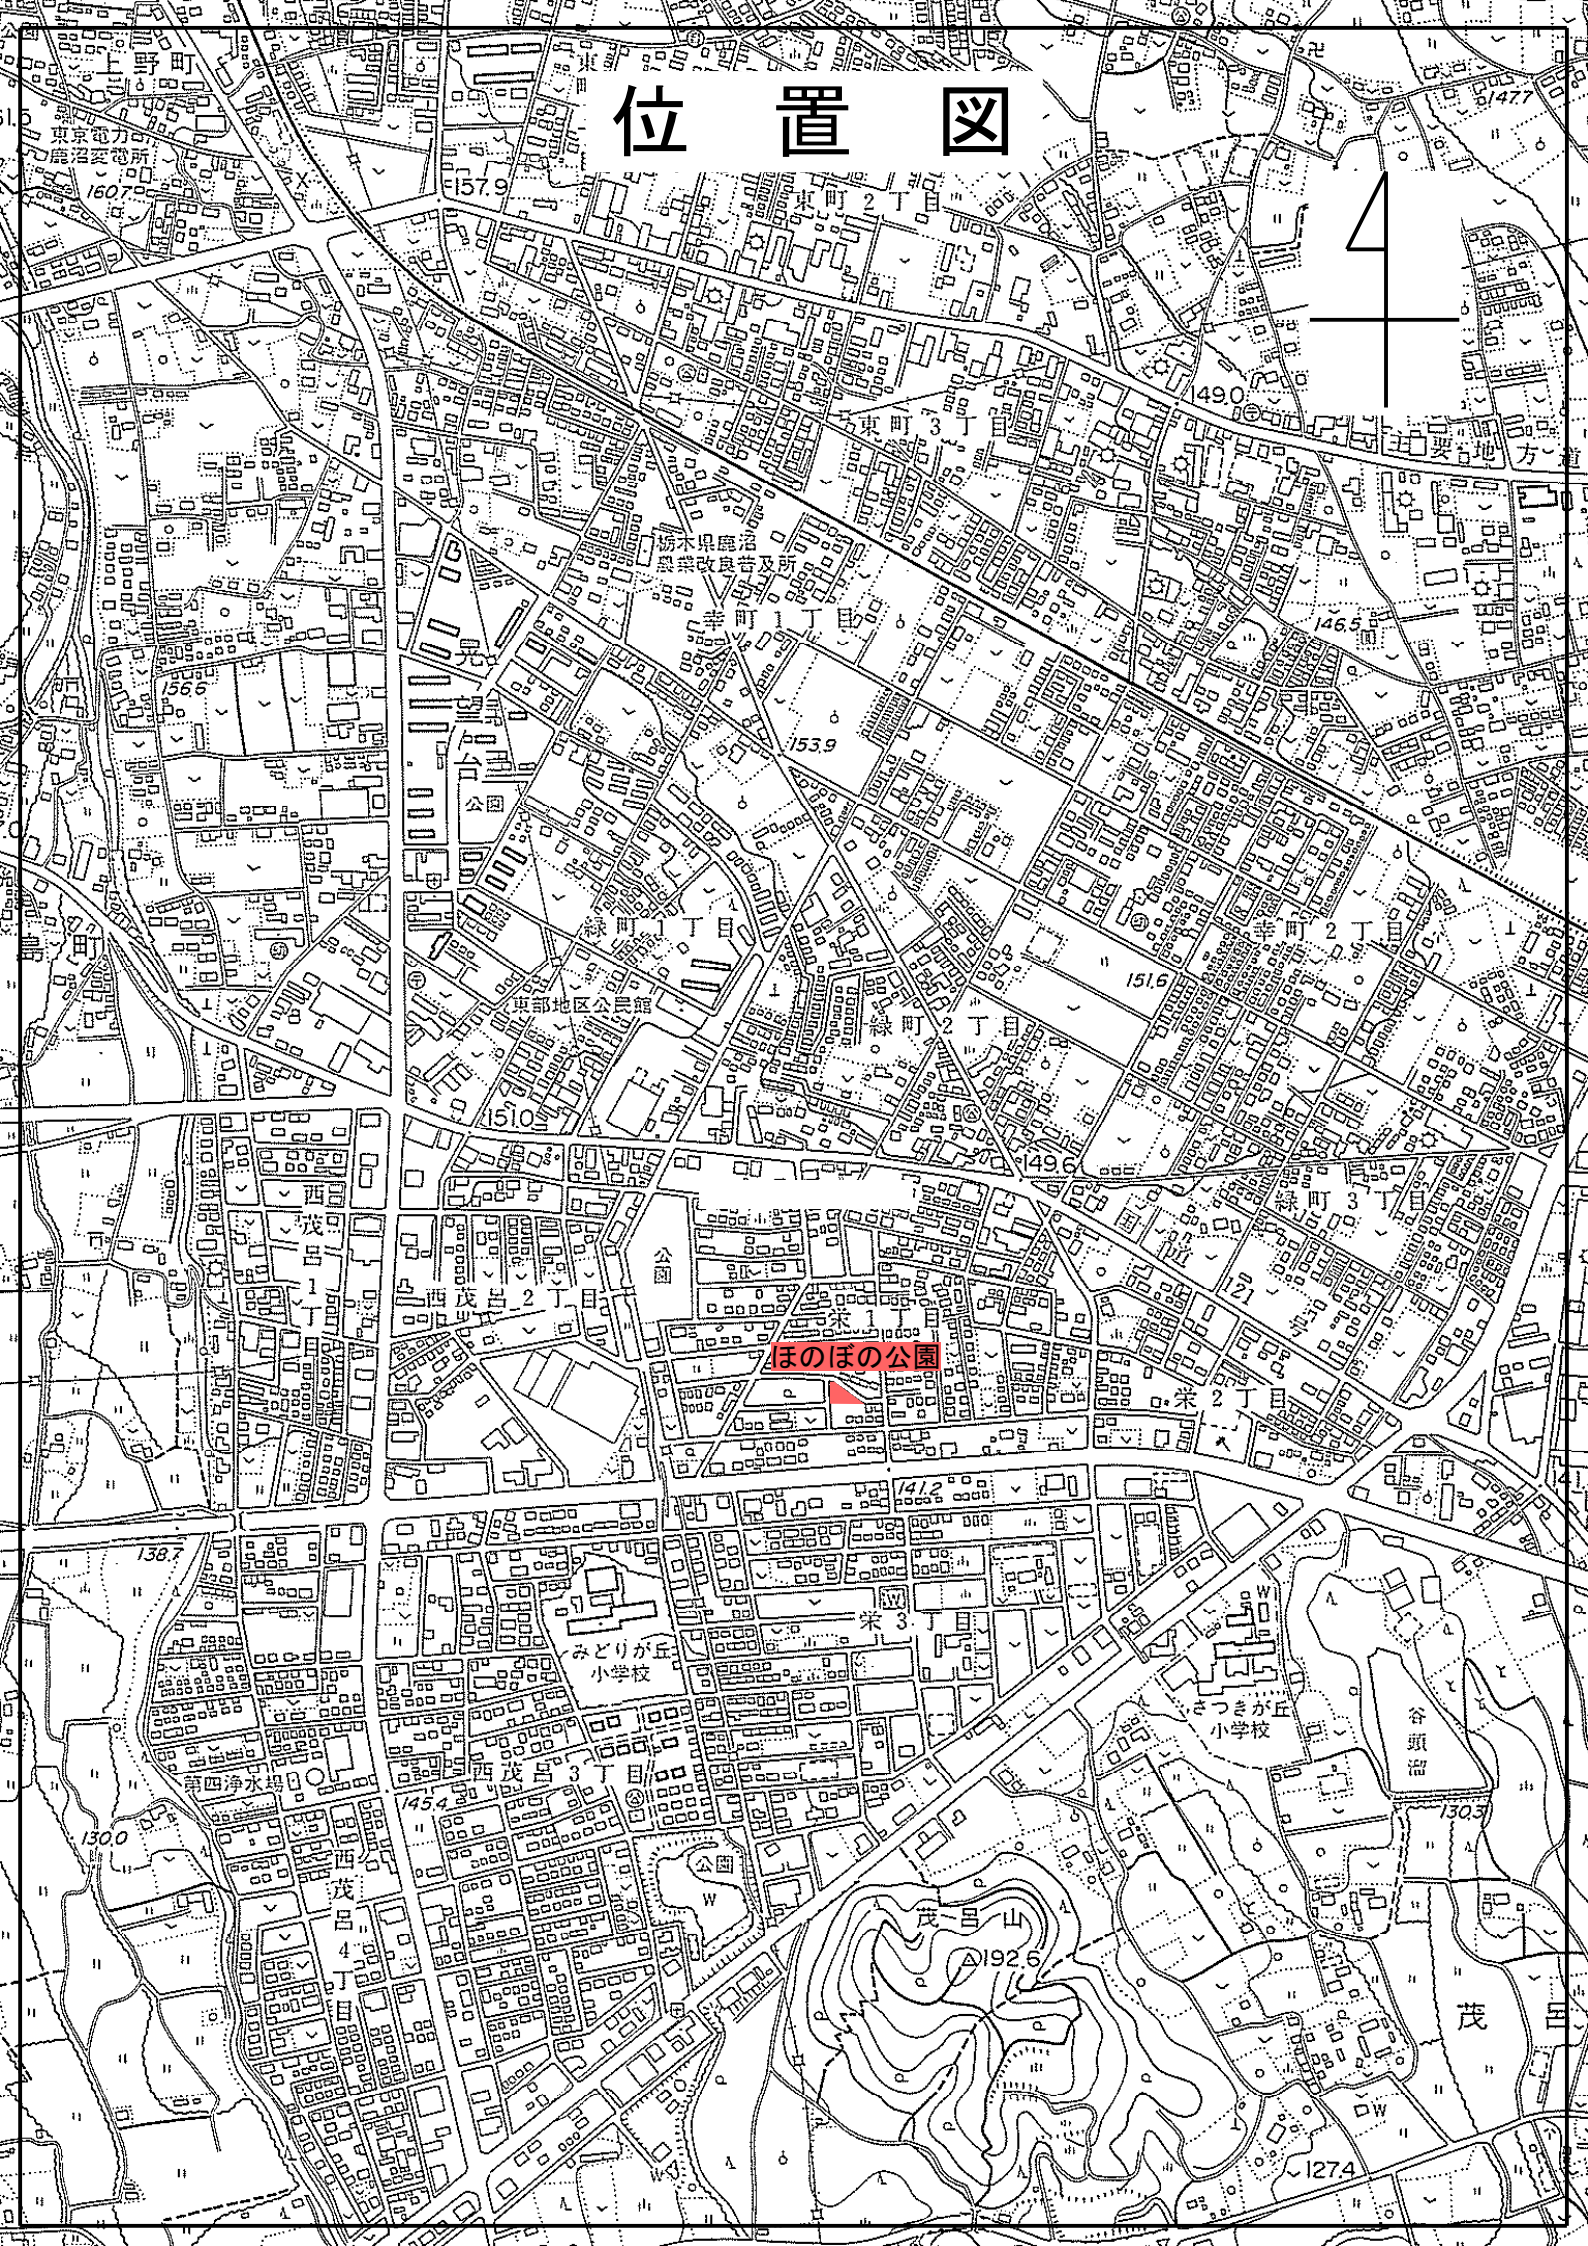 位置図
上野町
東京電力
鹿沼変電所
160.7
157.9
147.7
東町2丁目
149.0
東町3丁目
主要地方道
栃木県鹿沼
農業改良普及所
幸町1丁目
146.5
156.6
晃望台
153.9
公園
緑町1丁目
幸町2丁目
151.6
東部地区公民館
緑町2丁目
151.0
149.6
西茂呂1丁目
緑町3丁目
国道121号
公園
西茂呂2丁目
栄1丁目
ほのぼの公園
栄2丁目
141.2
138.7
栄3丁目
みどりが丘
小学校
さつきが丘
小学校
谷頭溜
第四浄水場
西茂呂3丁目
145.4
130.3
130.0
西茂呂4丁目
公園
茂呂山
192.6
茂呂
127.4